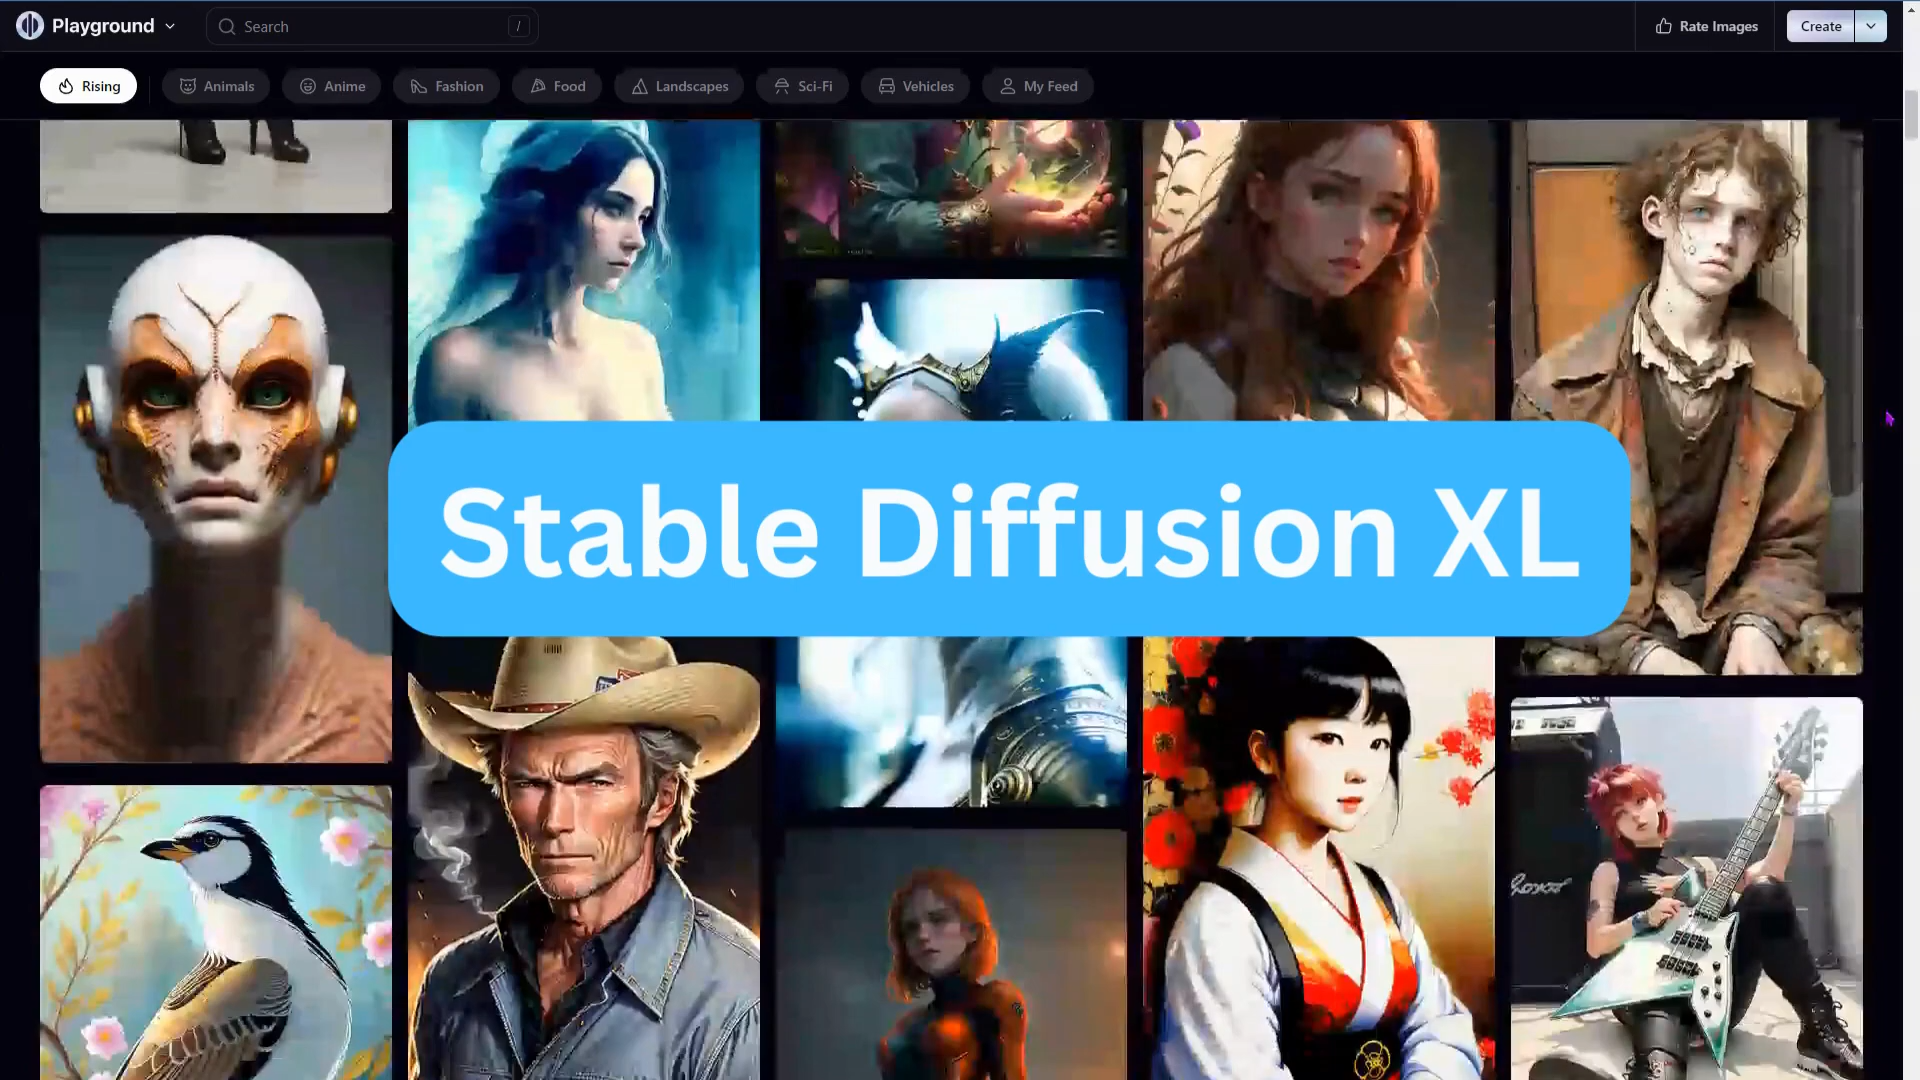 Playground
Search
/
Rate Images
Create
Rising
Animals
Anime
Fashion
Food
Landscapes
Sci-Fi
Vehicles
My Feed
Stable Diffusion XL